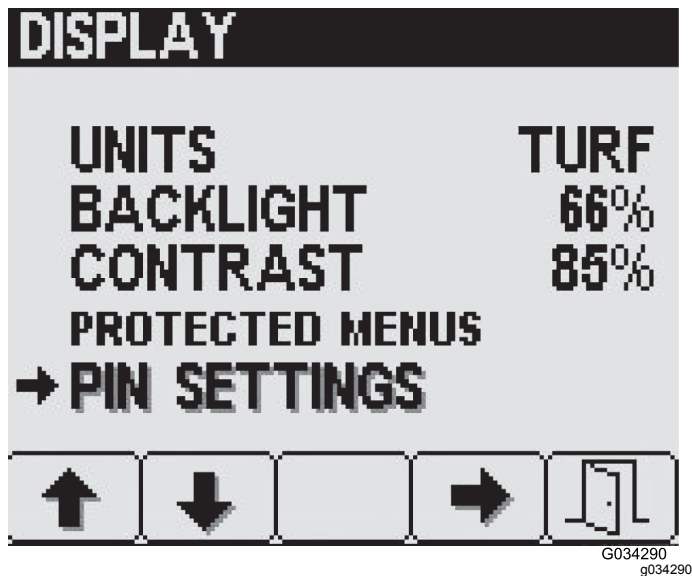 DISPLAY
UNITS TURF
BACKLIGHT 66%
CONTRAST 85%
PROTECTED MENUS
PIN SETTINGS
G034290
g034290